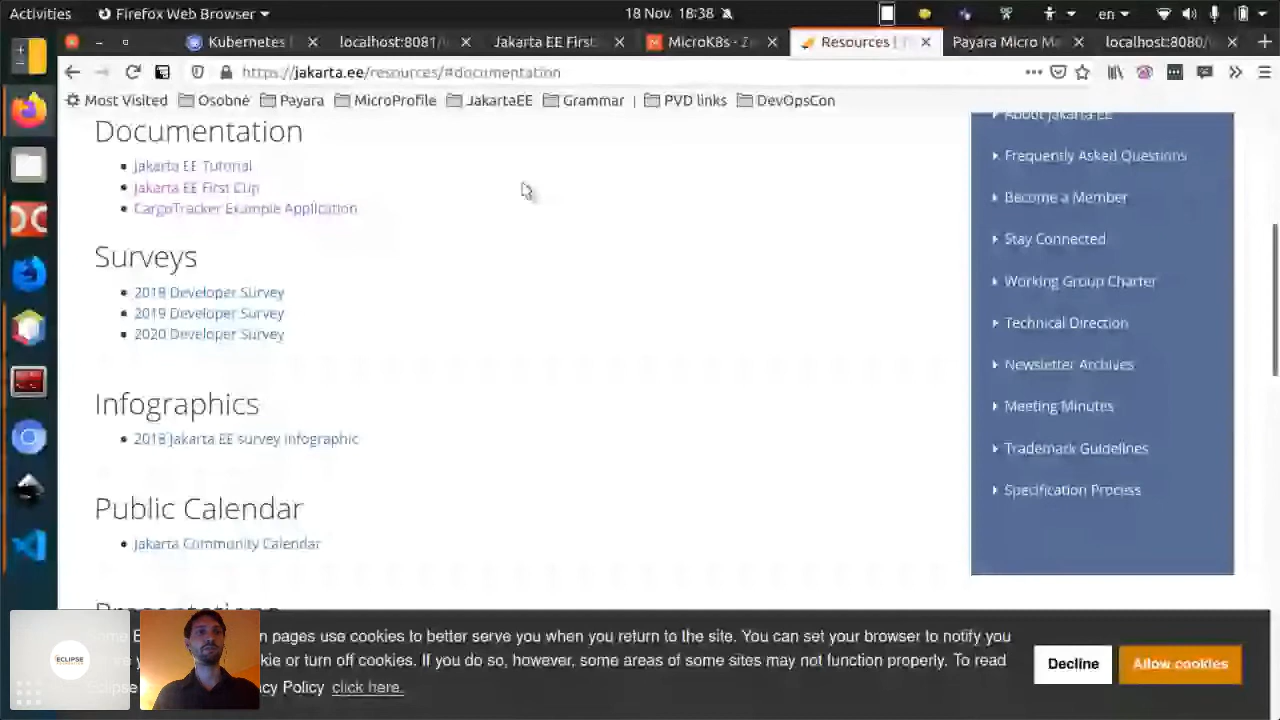 Activities Firefox Web Browser 18 Nov 18:38 en
Kubernetes localhost:8081/ Jakarta EE First MicroK8s - Z Resources | Payara Micro M localhost:8080/
https://jakarta.ee/resources/#documentation
Most Visited Osobné Payara MicroProfile JakartaEE Grammar PVD links DevOpsCon
Documentation
Jakarta EE Tutorial
Jakarta EE First Cup
CargoTracker Example Application
Surveys
2018 Developer Survey
2019 Developer Survey
2020 Developer Survey
Infographics
2018 Jakarta EE survey infographic
Public Calendar
Jakarta Community Calendar
Presentations
About Jakarta EE
Frequently Asked Questions
Become a Member
Stay Connected
Working Group Charter
Technical Direction
Newsletter Archives
Meeting Minutes
Trademark Guidelines
Specification Process
pages use cookies to better serve you when you return to the site. You can set your browser to notify you
kie or turn off cookies. If you do so, however, some areas of some sites may not function properly. To read
Eclipse acy Policy click here.
Decline
Allow cookies
ECLIPSE